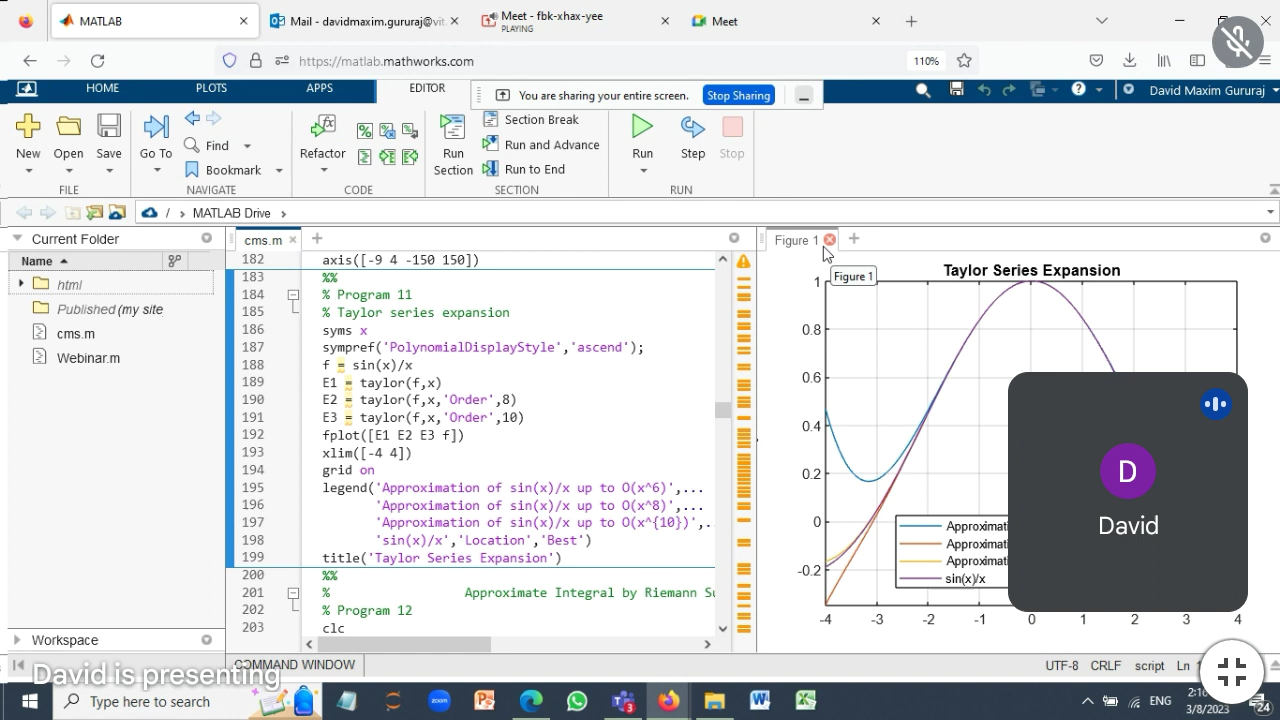 MATLAB
Mail - davidmaxim.gururaj@vit
Meet - fbk-xhax-yee
PLAYING
Meet
https://matlab.mathworks.com
110%
HOME
PLOTS
APPS
EDITOR
You are sharing your entire screen.
Stop Sharing
David Maxim Gururaj
New
Open
Save
FILE
Go To
Find
Bookmark
NAVIGATE
Refactor
CODE
Run
Section
Section Break
Run and Advance
Run to End
SECTION
Run
Step
Stop
RUN
/ MATLAB Drive
Current Folder
Name
html
Published (my site
cms.m
Webinar.m
Workspace
cms.m
182 axis([-9 4 -150 150])
183 %%
184 % Program 11
185 % Taylor series expansion
186 syms x
187 sympref('PolynomialDisplayStyle','ascend');
188 f = sin(x)/x
189 E1 = taylor(f,x)
190 E2 = taylor(f,x,'Order',8)
191 E3 = taylor(f,x,'Order',10)
192 fplot([E1 E2 E3 f])
193 xlim([-4 4])
194 grid on
195 legend('Approximation of sin(x)/x up to O(x^6)',...
196 'Approximation of sin(x)/x up to O(x^8)',...
197 'Approximation of sin(x)/x up to O(x^{10})',.
198 'sin(x)/x','Location','Best')
199 title('Taylor Series Expansion')
200 %%
201 % Approximate Integral by Riemann Su
202 % Program 12
203 clc
Figure 1
Figure 1
Taylor Series Expansion
1
0.8
0.6
0.4
0.2
0
-0.2
-4 -3 -2 -1 0 1 2 3 4
Approximati
Approximati
Approximati
sin(x)/x
D
David
COMMAND WINDOW
UTF-8 CRLF script Ln
David is presenting
Type here to search
zoom
ENG
3/8/2023
24